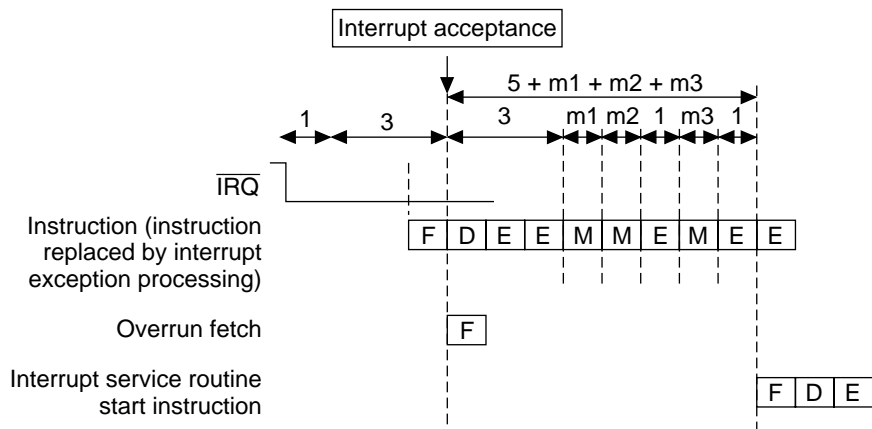 Interrupt acceptance
5 + m1 + m2 + m3
1 3 3 m1 m2 1 m3 1
IRQ
Instruction (instruction
replaced by interrupt
exception processing)
F D E E M M E M E E
Overrun fetch
F
Interrupt service routine
start instruction
F D E